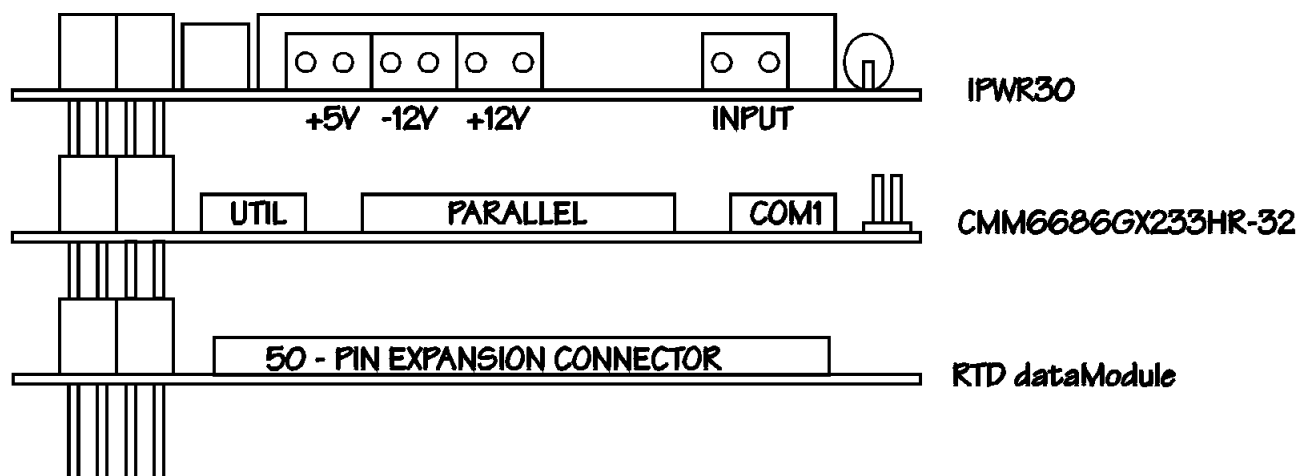 IPWR30
+5V -12V +12V INPUT
UTIL PARALLEL COM1
CMM6686GX233HR-32
50 - PIN EXPANSION CONNECTOR
RTD dataModule